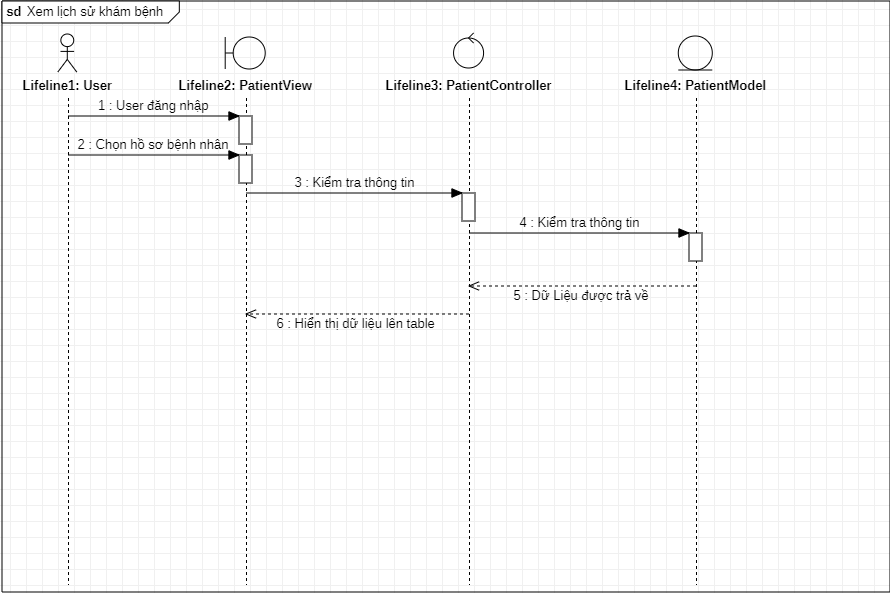 sd Xem lịch sử khám bệnh
Lifeline1: User
Lifeline2: PatientView
Lifeline3: PatientController
Lifeline4: PatientModel
1 : User đăng nhập
2 : Chọn hồ sơ bệnh nhân
3 : Kiểm tra thông tin
4 : Kiểm tra thông tin
5 : Dữ Liệu được trả về
6 : Hiển thị dữ liệu lên table